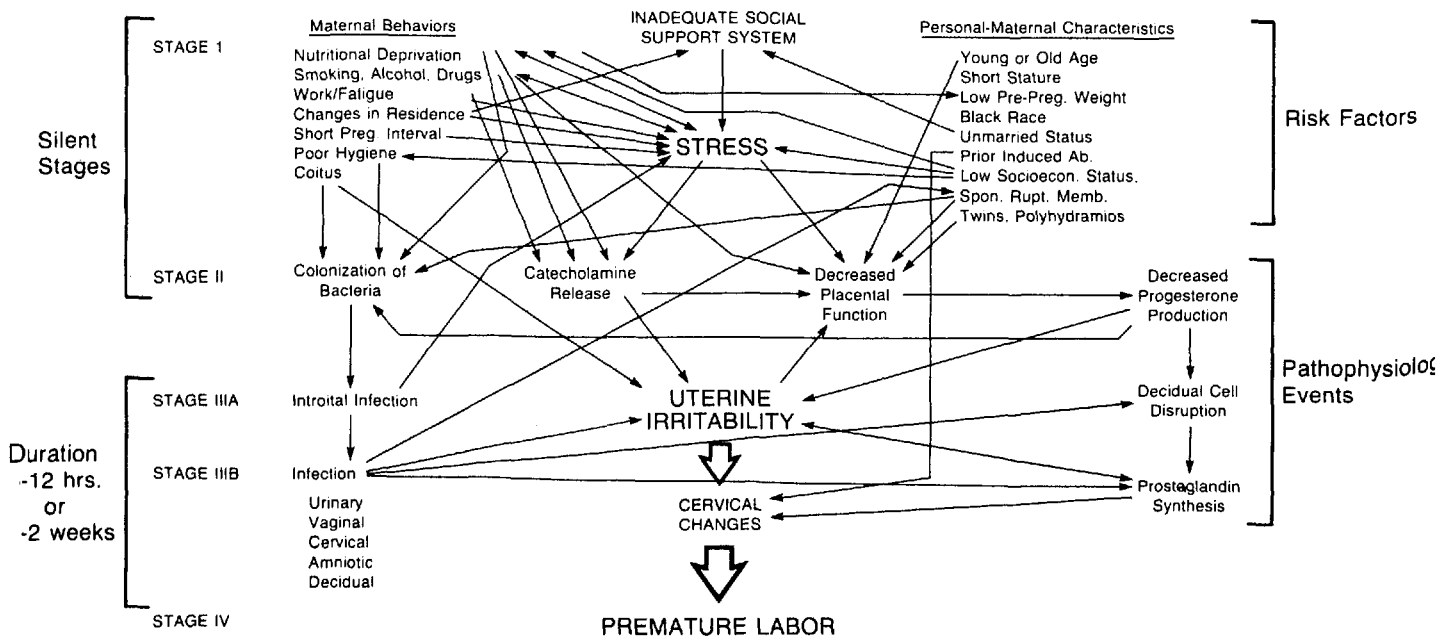 INADEQUATE SOCIAL
SUPPORT SYSTEM
Maternal Behaviors
Personal-Maternal Characteristics
STAGE 1
Nutritional Deprivation
Smoking, Alcohol, Drugs
Work/Fatigue
Changes in Residence
Short Preg. Interval
Poor Hygiene
Coitus
Young or Old Age
Short Stature
Low Pre-Preg. Weight
Black Race
Unmarried Status
Prior Induced Ab.
Low Socioecon. Status.
Spon. Rupt. Memb.
Twins, Polyhydramios
Silent
Stages
Risk Factors
STRESS
STAGE II
Colonization of
Bacteria
Catecholamine
Release
Decreased
Placental
Function
Decreased
Progesterone
Production
Pathophysiolog
Events
STAGE IIIA
Introital Infection
UTERINE
IRRITABILITY
Decidual Cell
Disruption
Duration
-12 hrs.
or
-2 weeks
STAGE IIIB
Infection
Urinary
Vaginal
Cervical
Amniotic
Decidual
CERVICAL
CHANGES
Prostaglandin
Synthesis
STAGE IV
PREMATURE LABOR